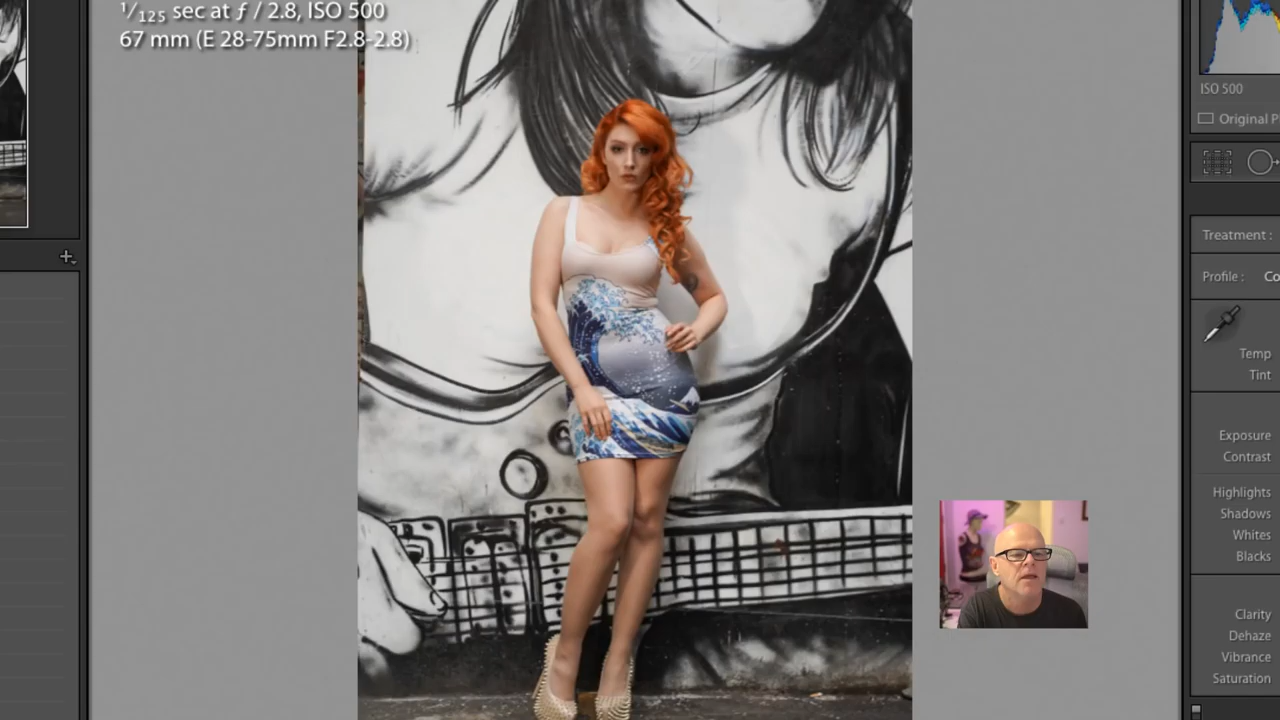 1/125 sec at ƒ / 2.8, ISO 500
67 mm (E 28-75mm F2.8-2.8)
ISO 500
Original P
Treatment :
Profile : Co
Temp
Tint
Exposure
Contrast
Highlights
Shadows
Whites
Blacks
Clarity
Dehaze
Vibrance
Saturation